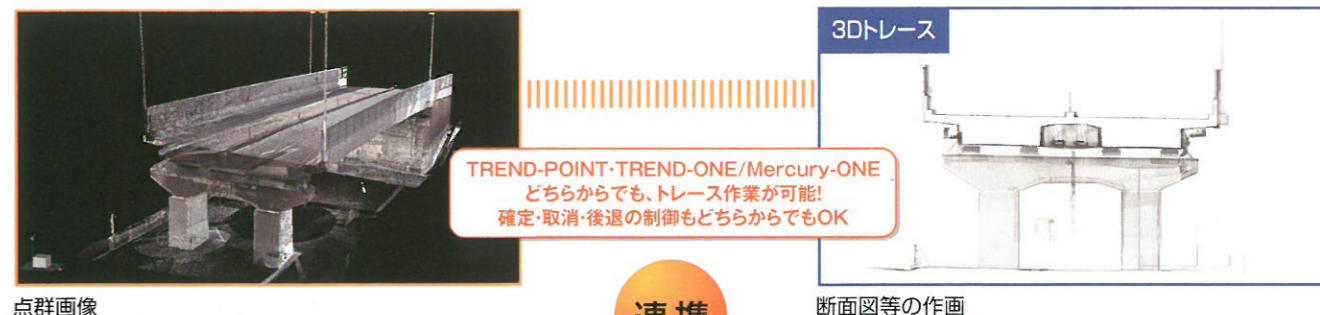 3Dトレース
TREND-POINT・TREND-ONE/Mercury-ONE
どちらからでも、トレース作業が可能!
確定・取消・後退の制御もどちらからでもOK
点群画像
連携
断面図等の作画